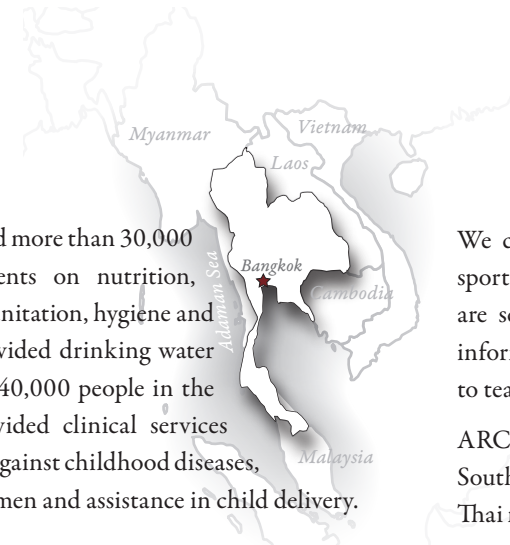 Myanmar
Vietnam
Laos
Bangkok
Cambodia
Adaman Sea
Malaysia
d more than 30,000
ents on nutrition,
nitation, hygiene and
vided drinking water
40,000 people in the
vided clinical services
gainst childhood diseases,
men and assistance in child delivery.
We c
sport
are se
infor
to tea
ARC
South
Thai